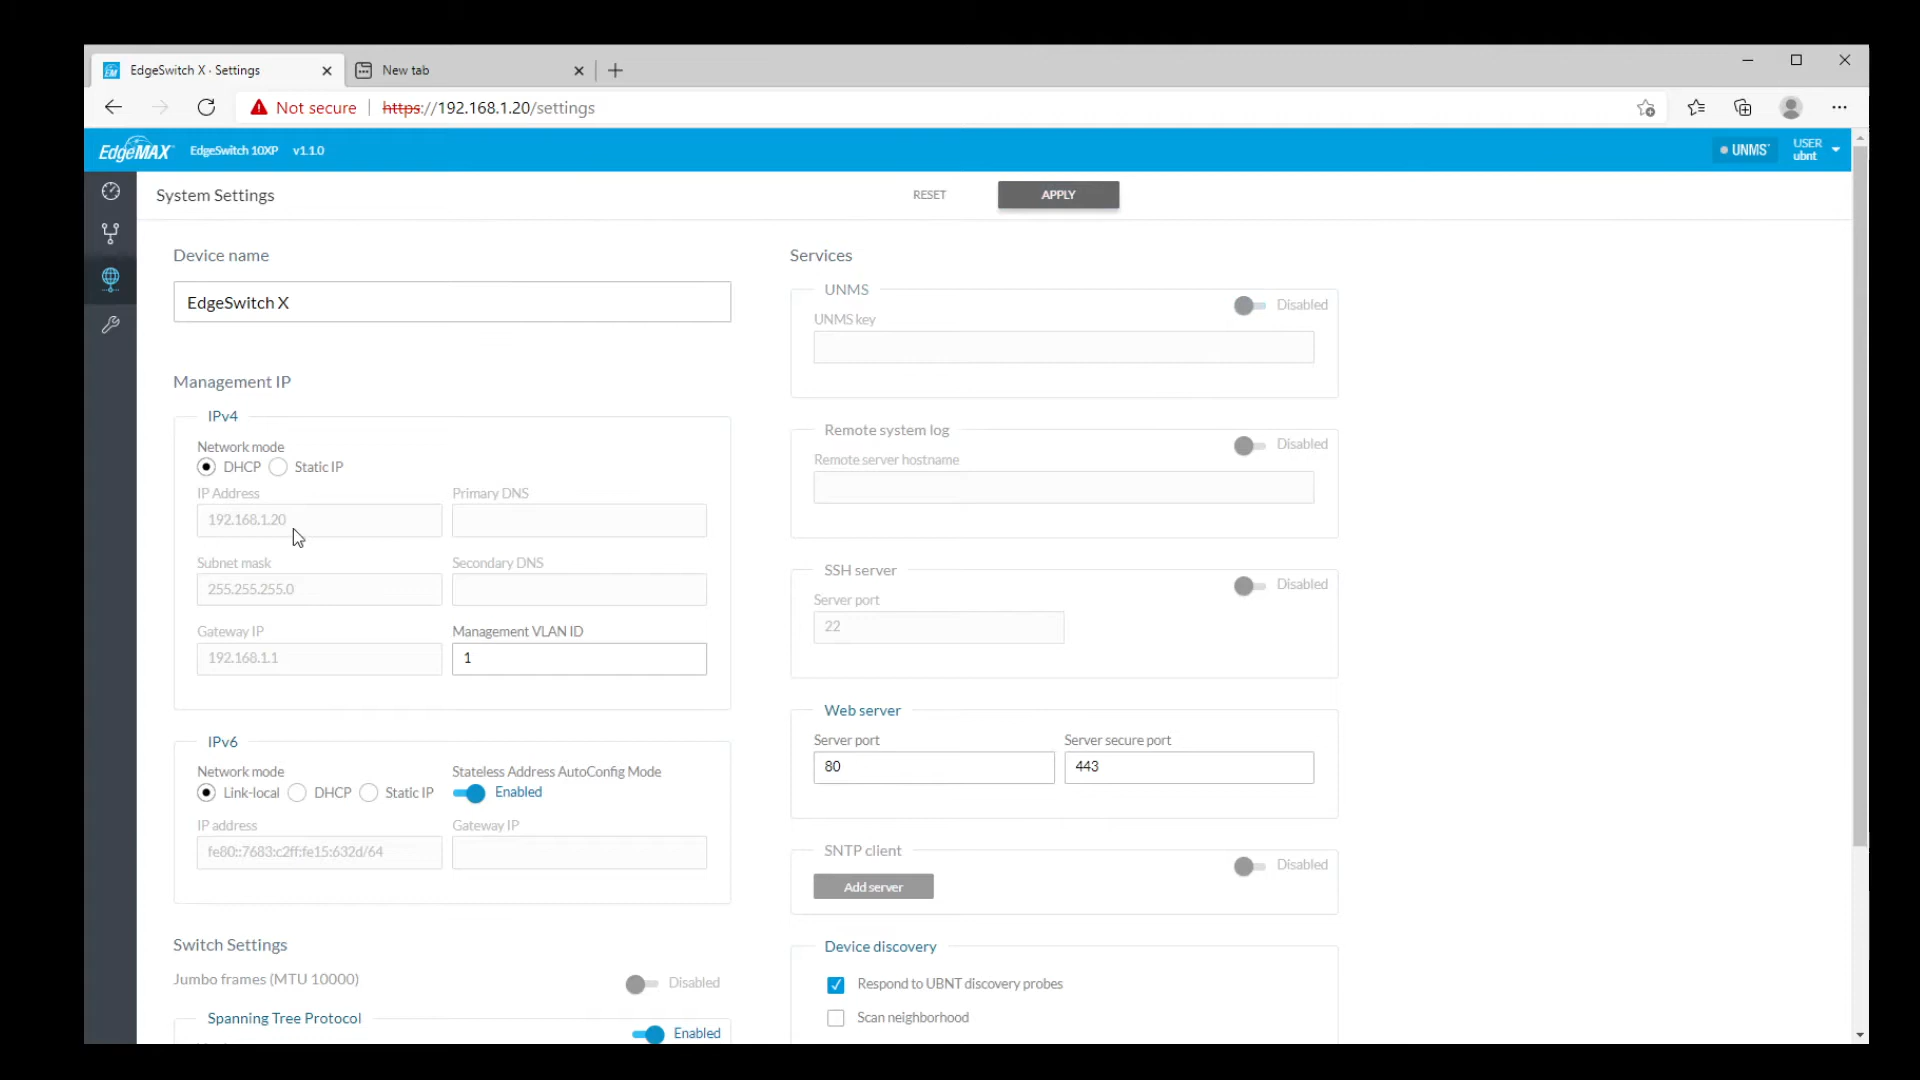 EdgeSwitch X - Settings
New tab
Not secure
https://192.168.1.20/settings
EdgeMAX
EdgeSwitch 10XP v1.1.0
UNMS
USER
ubnt
System Settings
RESET
APPLY
Device name
EdgeSwitch X
Management IP
IPv4
Network mode
DHCP
Static IP
IP Address
Primary DNS
192.168.1.20
Subnet mask
Secondary DNS
255.255.255.0
Gateway IP
Management VLAN ID
192.168.1.1
1
IPv6
Network mode
Stateless Address AutoConfig Mode
Link-local
DHCP
Static IP
Enabled
IP address
Gateway IP
fe80::7683:c2ff:fe15:632d/64
Switch Settings
Jumbo frames (MTU 10000)
Disabled
Spanning Tree Protocol
Enabled
Services
UNMS
Disabled
UNMS key
Remote system log
Disabled
Remote server hostname
SSH server
Disabled
Server port
22
Web server
Server port
Server secure port
80
443
SNTP client
Disabled
Add server
Device discovery
Respond to UBNT discovery probes
Scan neighborhood